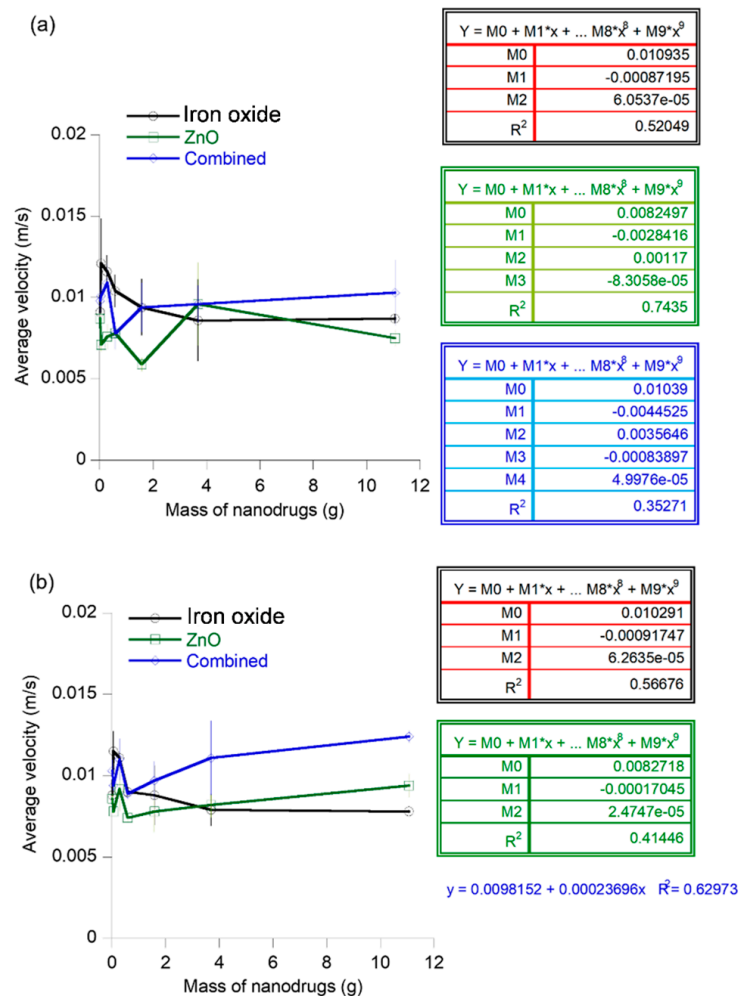 (a)
Iron oxide
ZnO
Combined
0.02
0.015
0.01
0.005
0
0 2 4 6 8 10 12
Average velocity (m/s)
Mass of nanodrugs (g)
Y = M0 + M1*x + ... M8*x^8 + M9*x^9
M0 0.010935
M1 -0.00087195
M2 6.0537e-05
R^2 0.52049
Y = M0 + M1*x + ... M8*x^8 + M9*x^9
M0 0.0082497
M1 -0.0028416
M2 0.00117
M3 -8.3058e-05
R^2 0.7435
Y = M0 + M1*x + ... M8*x^8 + M9*x^9
M0 0.01039
M1 -0.0044525
M2 0.0035646
M3 -0.00083897
M4 4.9976e-05
R^2 0.35271
(b)
Iron oxide
ZnO
Combined
0.02
0.015
0.01
0.005
0
0 2 4 6 8 10 12
Average velocity (m/s)
Mass of nanodrugs (g)
Y = M0 + M1*x + ... M8*x^8 + M9*x^9
M0 0.010291
M1 -0.00091747
M2 6.2635e-05
R^2 0.56676
Y = M0 + M1*x + ... M8*x^8 + M9*x^9
M0 0.0082718
M1 -0.00017045
M2 2.4747e-05
R^2 0.41446
y = 0.0098152 + 0.00023696x R^2 = 0.62973